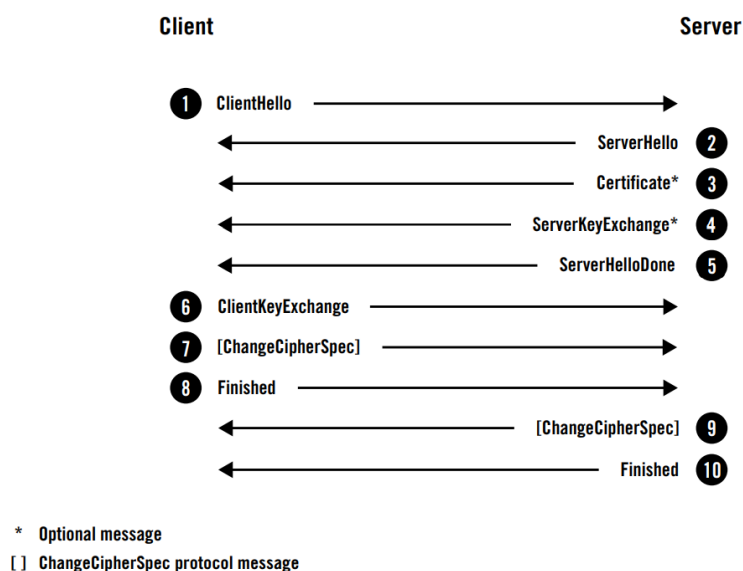 Client Server
1 ClientHello
ServerHello 2
Certificate* 3
ServerKeyExchange* 4
ServerHelloDone 5
6 ClientKeyExchange
7 [ChangeCipherSpec]
8 Finished
[ChangeCipherSpec] 9
Finished 10
* Optional message
[ ] ChangeCipherSpec protocol message